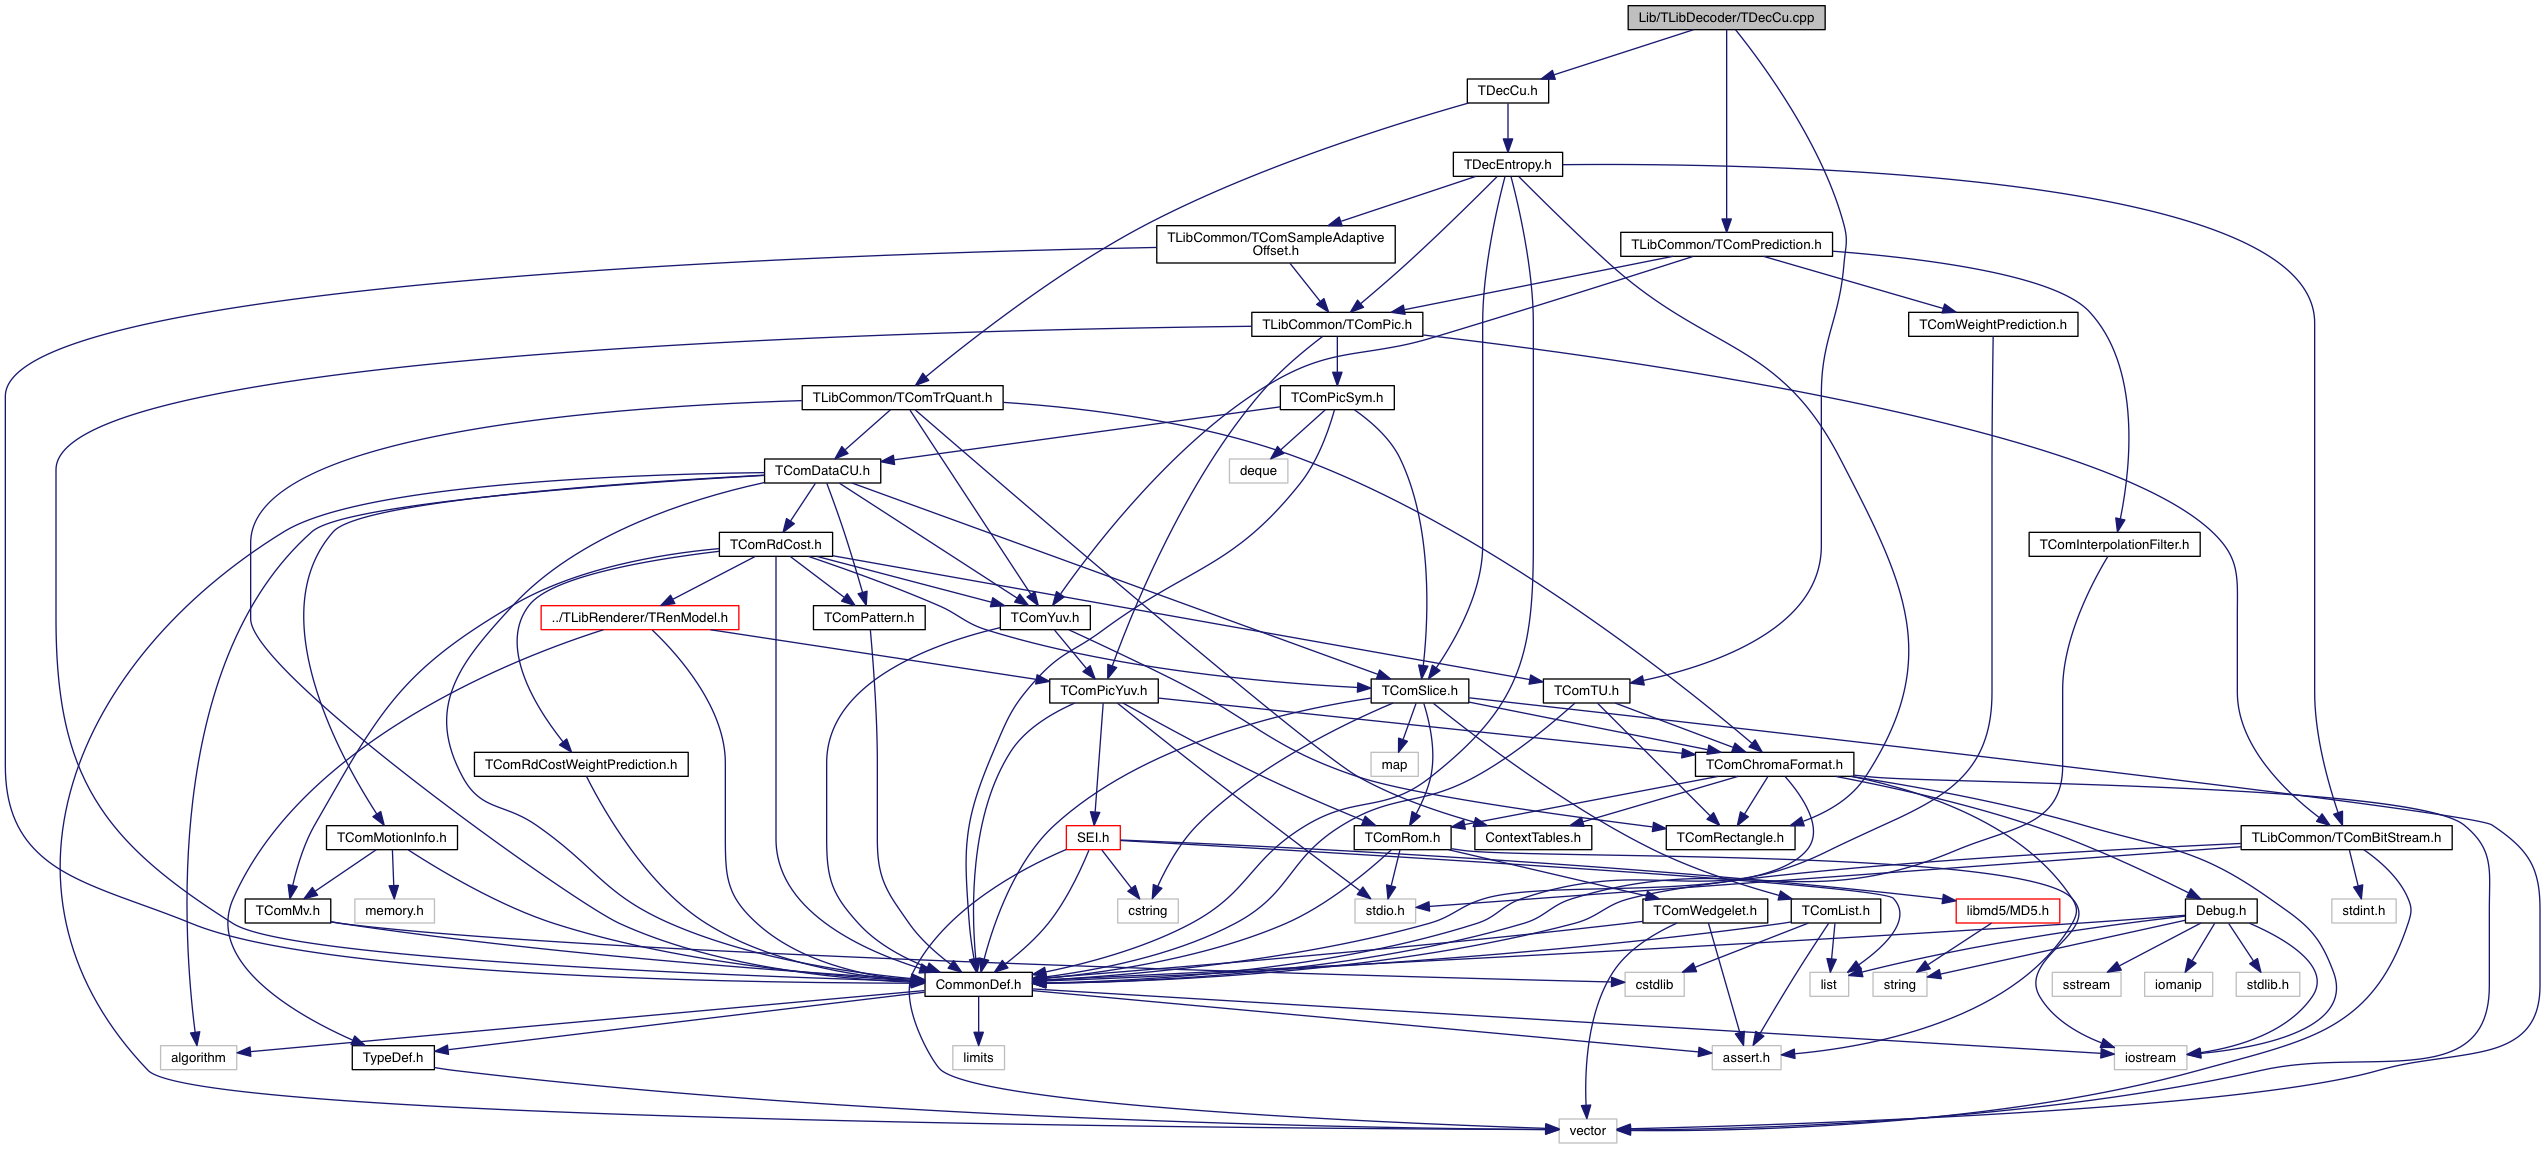 Lib/TLibDecoder/TDecCu.cpp
TDecCu.h
TDecEntropy.h
TLibCommon/TComSampleAdaptive
Offset.h
TLibCommon/TComPrediction.h
TLibCommon/TComPic.h
TComWeightPrediction.h
TLibCommon/TComTrQuant.h
TComPicSym.h
TComDataCU.h
deque
TComRdCost.h
TComInterpolationFilter.h
../TLibRenderer/TRenModel.h
TComPattern.h
TComYuv.h
TComPicYuv.h
TComSlice.h
TComTU.h
TComRdCostWeightPrediction.h
map
TComChromaFormat.h
TComMotionInfo.h
SEI.h
TComRom.h
ContextTables.h
TComRectangle.h
TLibCommon/TComBitStream.h
TComMv.h
memory.h
cstring
stdio.h
TComWedgelet.h
TComList.h
libmd5/MD5.h
Debug.h
stdint.h
CommonDef.h
cstdlib
list
string
sstream
iomanip
stdlib.h
algorithm
TypeDef.h
limits
assert.h
iostream
vector